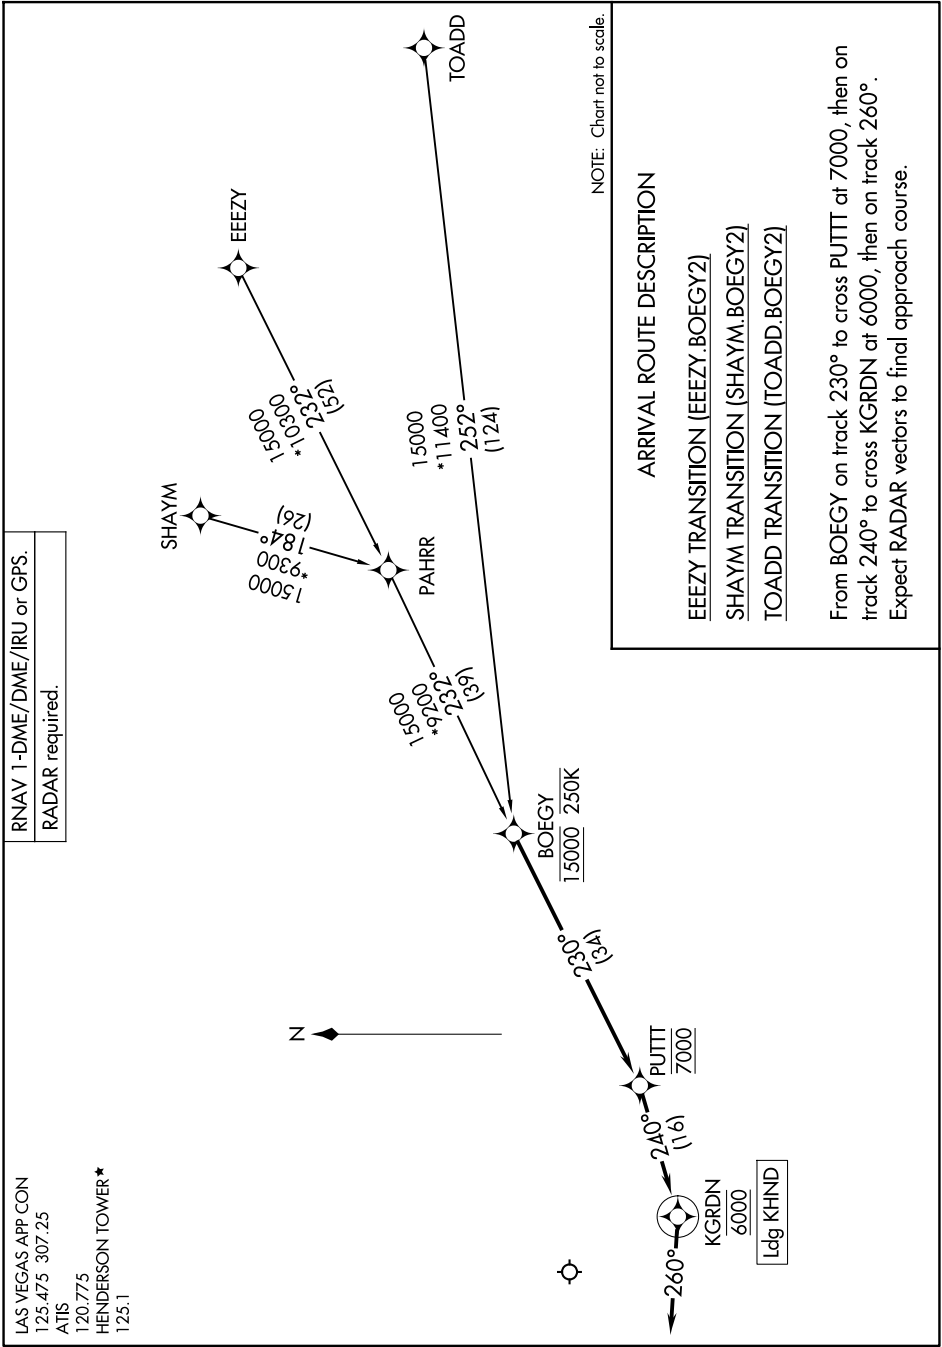 LAS VEGAS APP CON
125.475 307.25
ATIS
120.775
HENDERSON TOWER★
125.1
RNAV 1-DME/DME/IRU or GPS.
RADAR required.
SHAYM
15000
*9300
184°
(26)
EEEZY
15000
*10300
232°
(52)
TOADD
15000
*11400
252°
(124)
PAHRR
15000
*9200
232°
(39)
BOEGY
15000 250K
230°
(34)
N
PUTTT
7000
240°
(16)
KGRDN
6000
Ldg KHND
260°
NOTE: Chart not to scale.
ARRIVAL ROUTE DESCRIPTION
EEEZY TRANSITION (EEEZY.BOEGY2)
SHAYM TRANSITION (SHAYM.BOEGY2)
TOADD TRANSITION (TOADD.BOEGY2)
From BOEGY on track 230° to cross PUTTT at 7000, then on
track 240° to cross KGRDN at 6000, then on track 260°.
Expect RADAR vectors to final approach course.